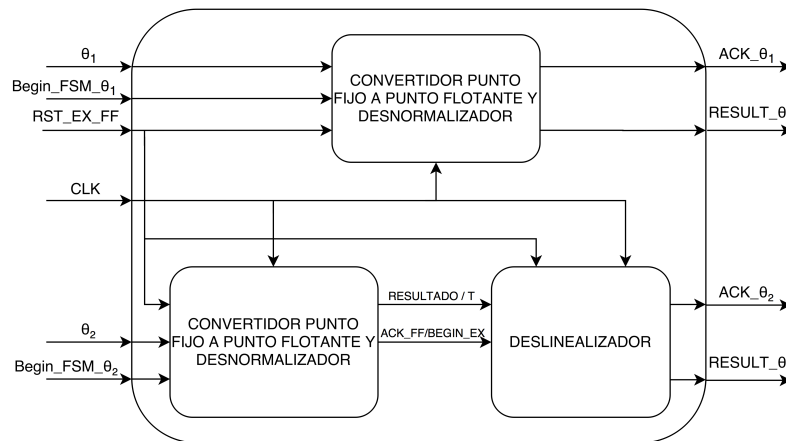 θ1
Begin_FSM_θ1
RST_EX_FF
CLK
θ2
Begin_FSM_θ2
CONVERTIDOR PUNTO
FIJO A PUNTO FLOTANTE Y
DESNORMALIZADOR
ACK_θ1
RESULT_θ
CONVERTIDOR PUNTO
FIJO A PUNTO FLOTANTE Y
DESNORMALIZADOR
RESULTADO / T
ACK_FF/BEGIN_EX
DESLINEALIZADOR
ACK_θ2
RESULT_θ